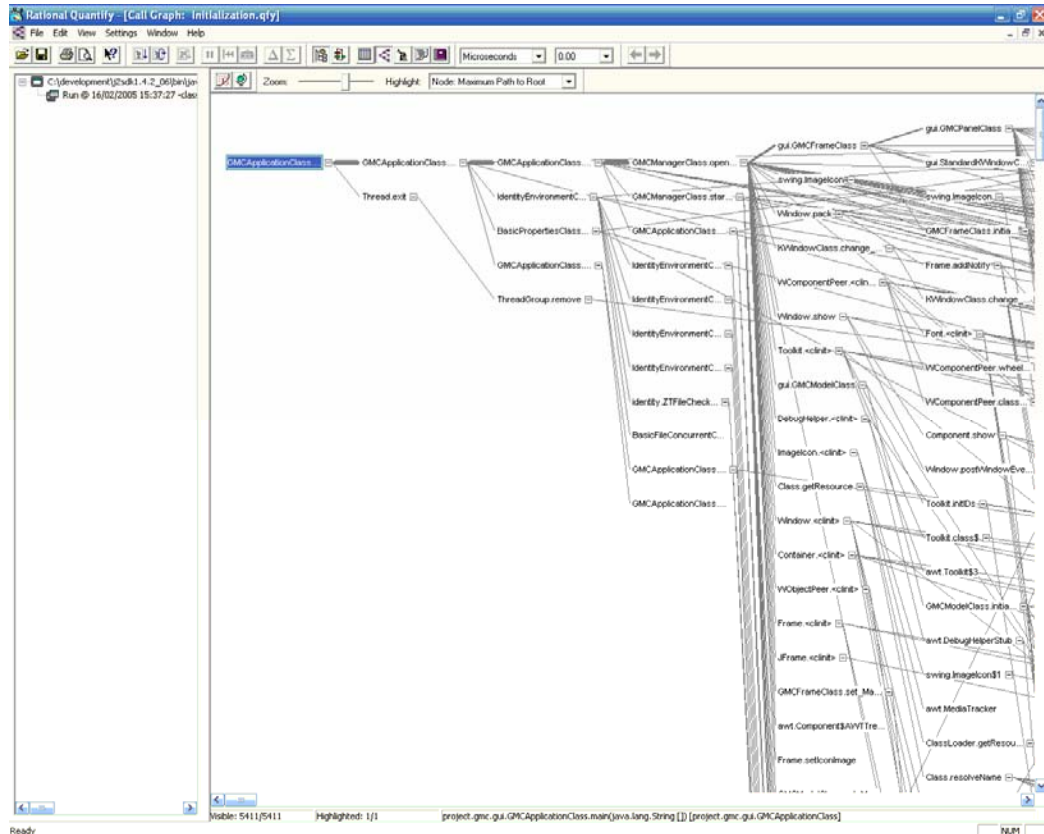 Rational Quantify - [Call Graph: Initialization.qfy]
File Edit View Settings Window Help
Microseconds 0.00
C:\development\j2sdk1.4.2_06\bin\jav
Run @ 16/02/2005 15:37:27 -clas
Zoom: Highlight: Node: Maximum Path to Root
GMCApplicationClass....
GMCApplicationClass....
GMCApplicationClass....
GMCManagerClass.open...
Thread.exit
IdentityEnvironmentC...
GMCManagerClass.star...
BasicPropertiesClass...
GMCApplicationClass....
GMCApplicationClass....
IdentityEnvironmentC...
ThreadGroup.remove
IdentityEnvironmentC...
IdentityEnvironmentC...
IdentityEnvironmentC...
identity.ZTFileCheck...
BasicFileConcurrentC...
GMCApplicationClass....
GMCApplicationClass....
gui.GMCFrameClass
swing.ImageIcon
Window.pack
KWindowClass.change_
WComponentPeer.<clin...
Window.show
Toolkit.<clinit>
gui.GMCModelClass
DebugHelper.<clinit>
ImageIcon.<clinit>
Class.getResource
Window.<clinit>
Container.<clinit>
WObjectPeer.<clinit>
Frame.<clinit>
JFrame.<clinit>
GMCFrameClass.set_Ma...
awt.Component$AWTTre...
Frame.setIconImage
gui.GMCPanelClass
gui.StandardKWindowC...
swing.ImageIcon.
GMCFrameClass.initia...
Frame.addNotify
KWindowClass.change_
Font.<clinit>
WComponentPeer.wheel...
WComponentPeer.class...
Component.show
Window.postWindowEve...
Toolkit.initIDs
Toolkit.class$
awt.Toolkit$3
GMCModelClass.initia...
awt.DebugHelperStub
swing.ImageIcon$1
awt.MediaTracker
ClassLoader.getResou...
Class.resolveName
Visible: 5411/5411 Highlighted: 1/1 project.gmc.gui.GMCApplicationClass.main(java.lang.String []) [project.gmc.gui.GMCApplicationClass]
Ready NUM